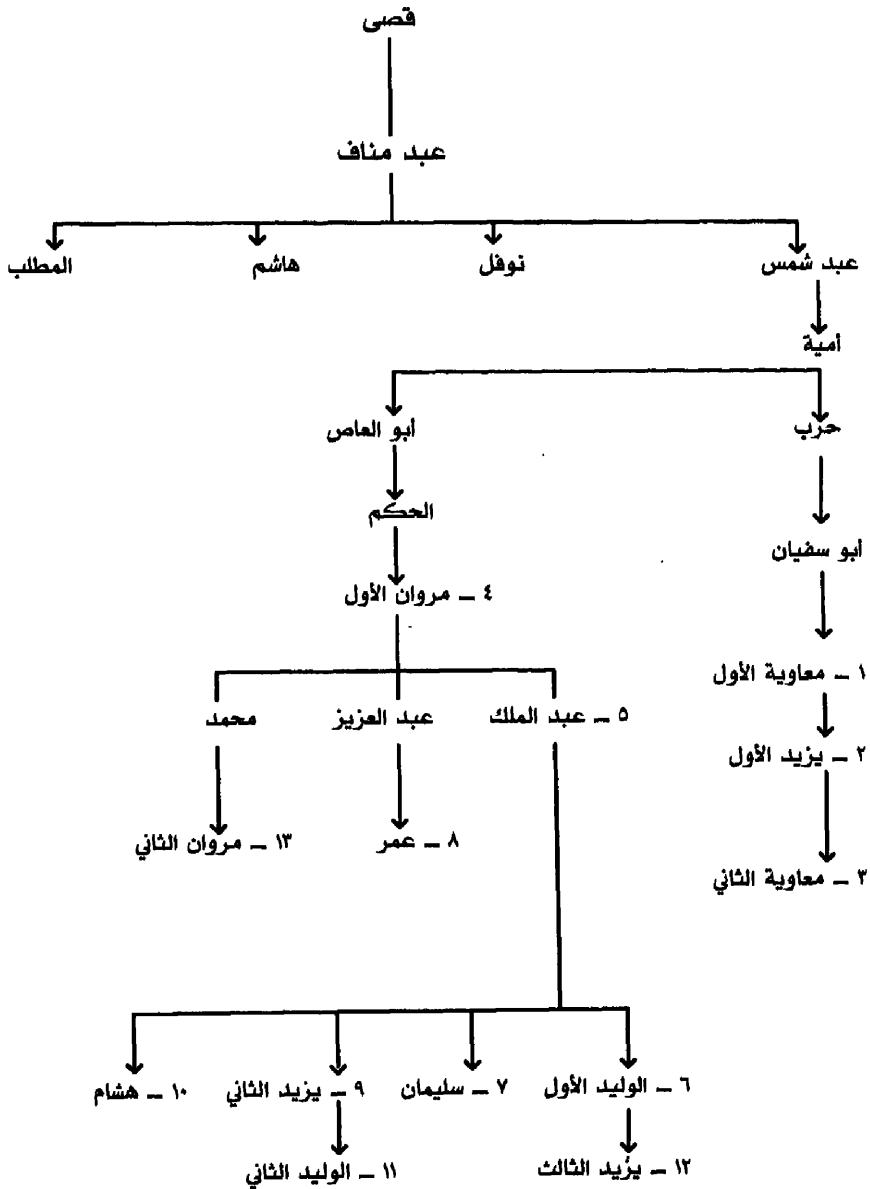 قصى
عبد مناف
عبد شمس نوفل هاشم المطلب
أمية
حرب أبو العاص
الحكم
أبو سفيان
٤ ـ مروان الأول
١ ـ معاوية الأول
٥ ـ عبد الملك عبد العزيز محمد
٢ ـ يزيد الأول
٨ ـ عمر ١٣ ـ مروان الثاني
٣ ـ معاوية الثاني
٦ ـ الوليد الأول ٧ ـ سليمان ٩ ـ يزيد الثاني ١٠ ـ هشام
١٢ ـ يزيد الثالث ١١ ـ الوليد الثاني